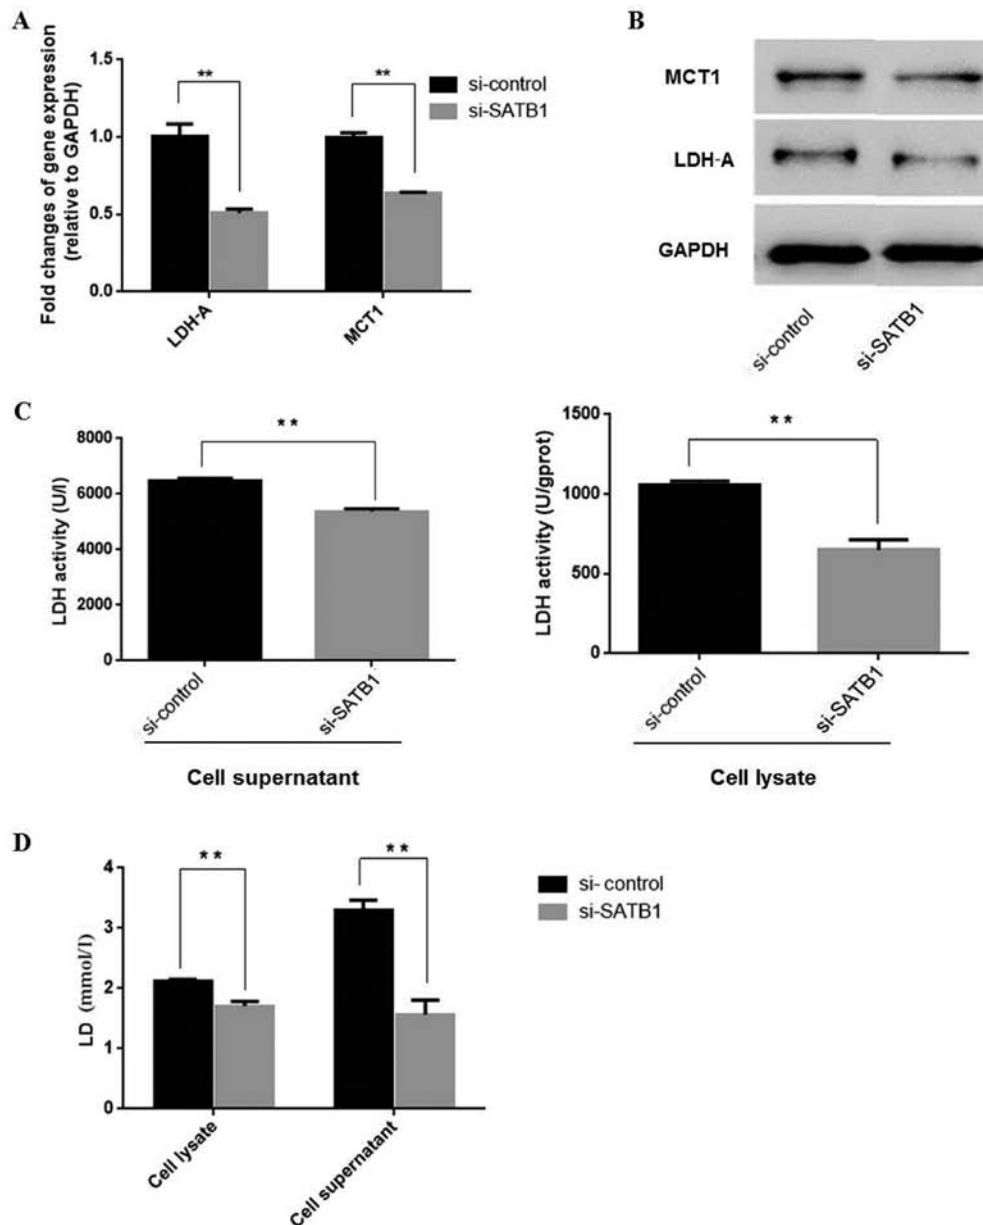 A
Fold changes of gene expression
(relative to GAPDH)
1.5
1.0
0.5
0.0
**
**
si-control
si-SATB1
LDH-A
MCT1
B
MCT1
LDH-A
GAPDH
si-control
si-SATB1
C
LDH activity (U/l)
8000
6000
4000
2000
0
* *
si-control
si-SATB1
Cell supernatant
LDH activity (U/gprot)
1500
1000
500
0
* *
si-control
si-SATB1
Cell lysate
D
LD (mmol/l)
4
3
2
1
0
* *
* *
si- control
si-SATB1
Cell lysate
Cell supernatant